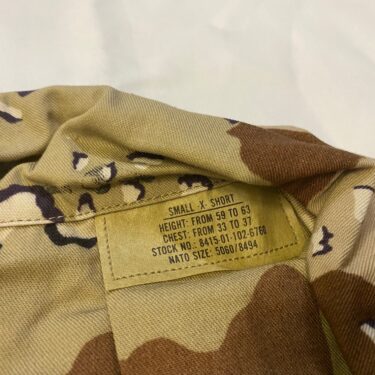 SMALL - X - SHORT
HEIGHT: FROM 59 TO 63
CHEST: FROM 33 TO 37
STOCK NO.: 8415-01-102-6760
NATO SIZE: 5060/8494